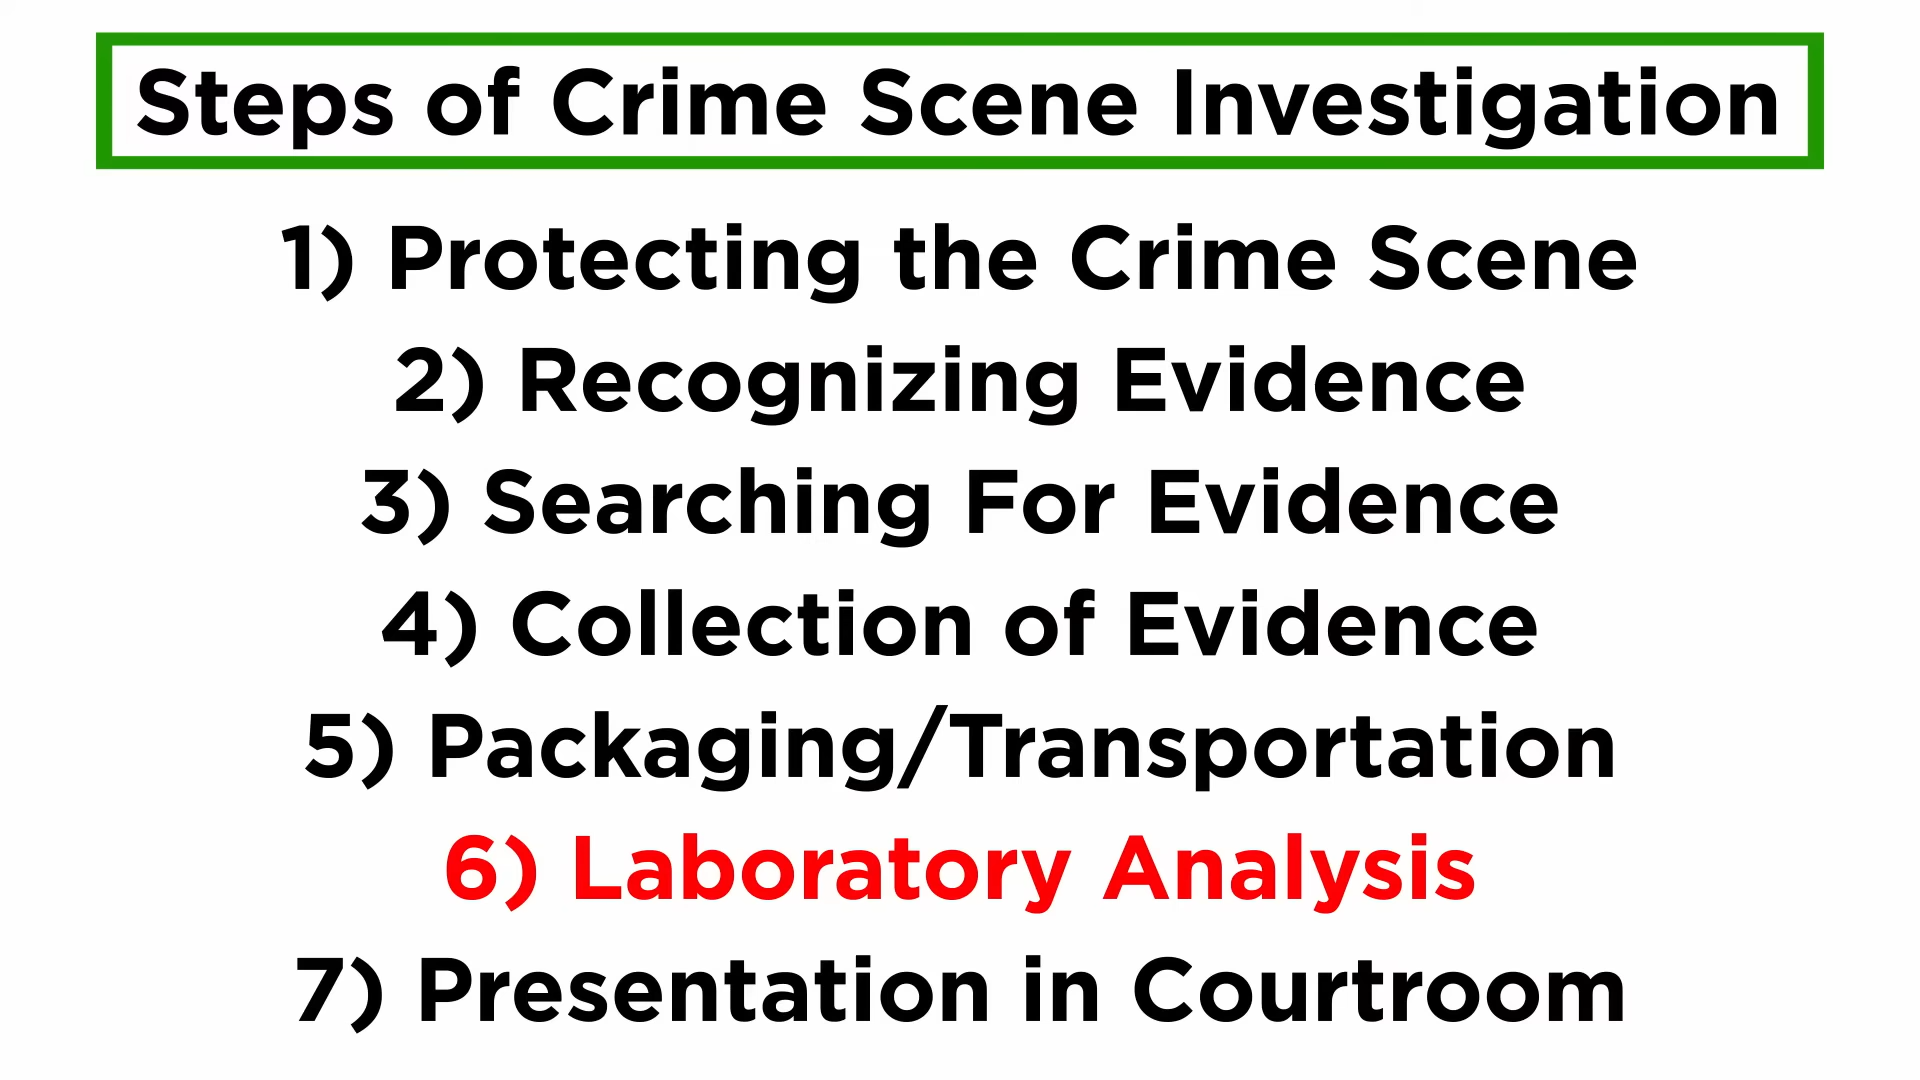 Steps of Crime Scene Investigation
1) Protecting the Crime Scene
2) Recognizing Evidence
3) Searching For Evidence
4) Collection of Evidence
5) Packaging/Transportation
6) Laboratory Analysis
7) Presentation in Courtroom